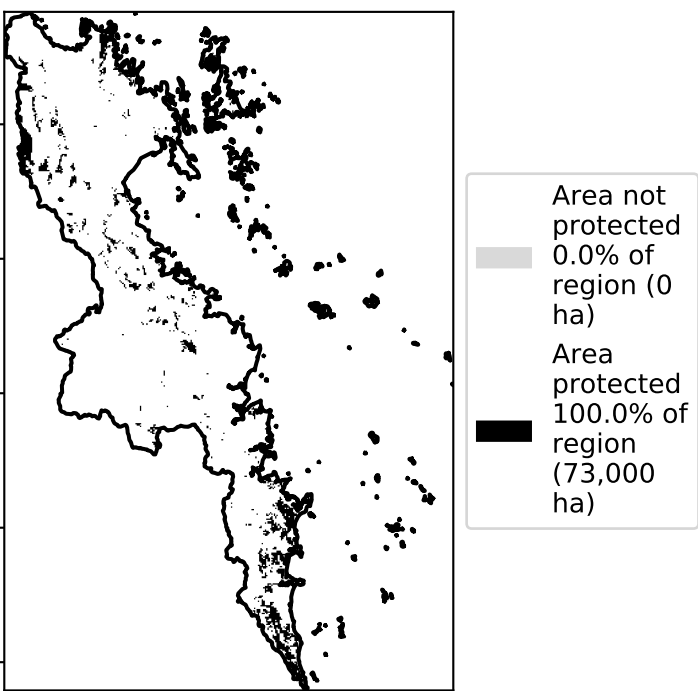 Area not
protected
0.0% of
region (0
ha)
Area
protected
100.0% of
region
(73,000
ha)